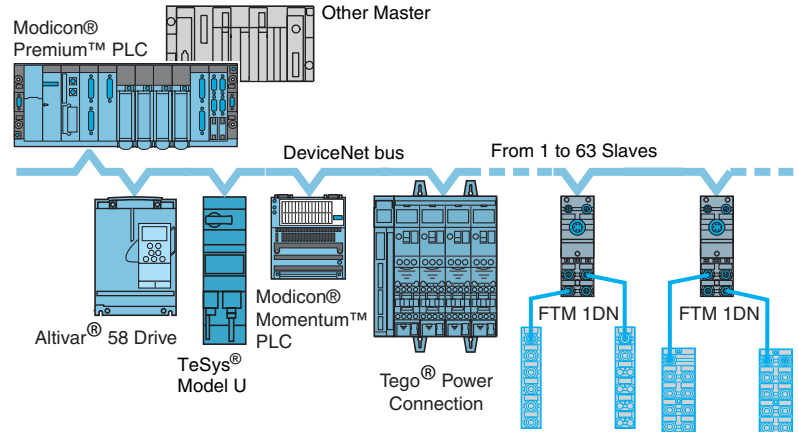 Other Master
Modicon®
Premium™ PLC
DeviceNet bus
From 1 to 63 Slaves
Altivar® 58 Drive
TeSys®
Model U
Modicon®
Momentum™
PLC
Tego® Power
Connection
FTM 1DN
FTM 1DN